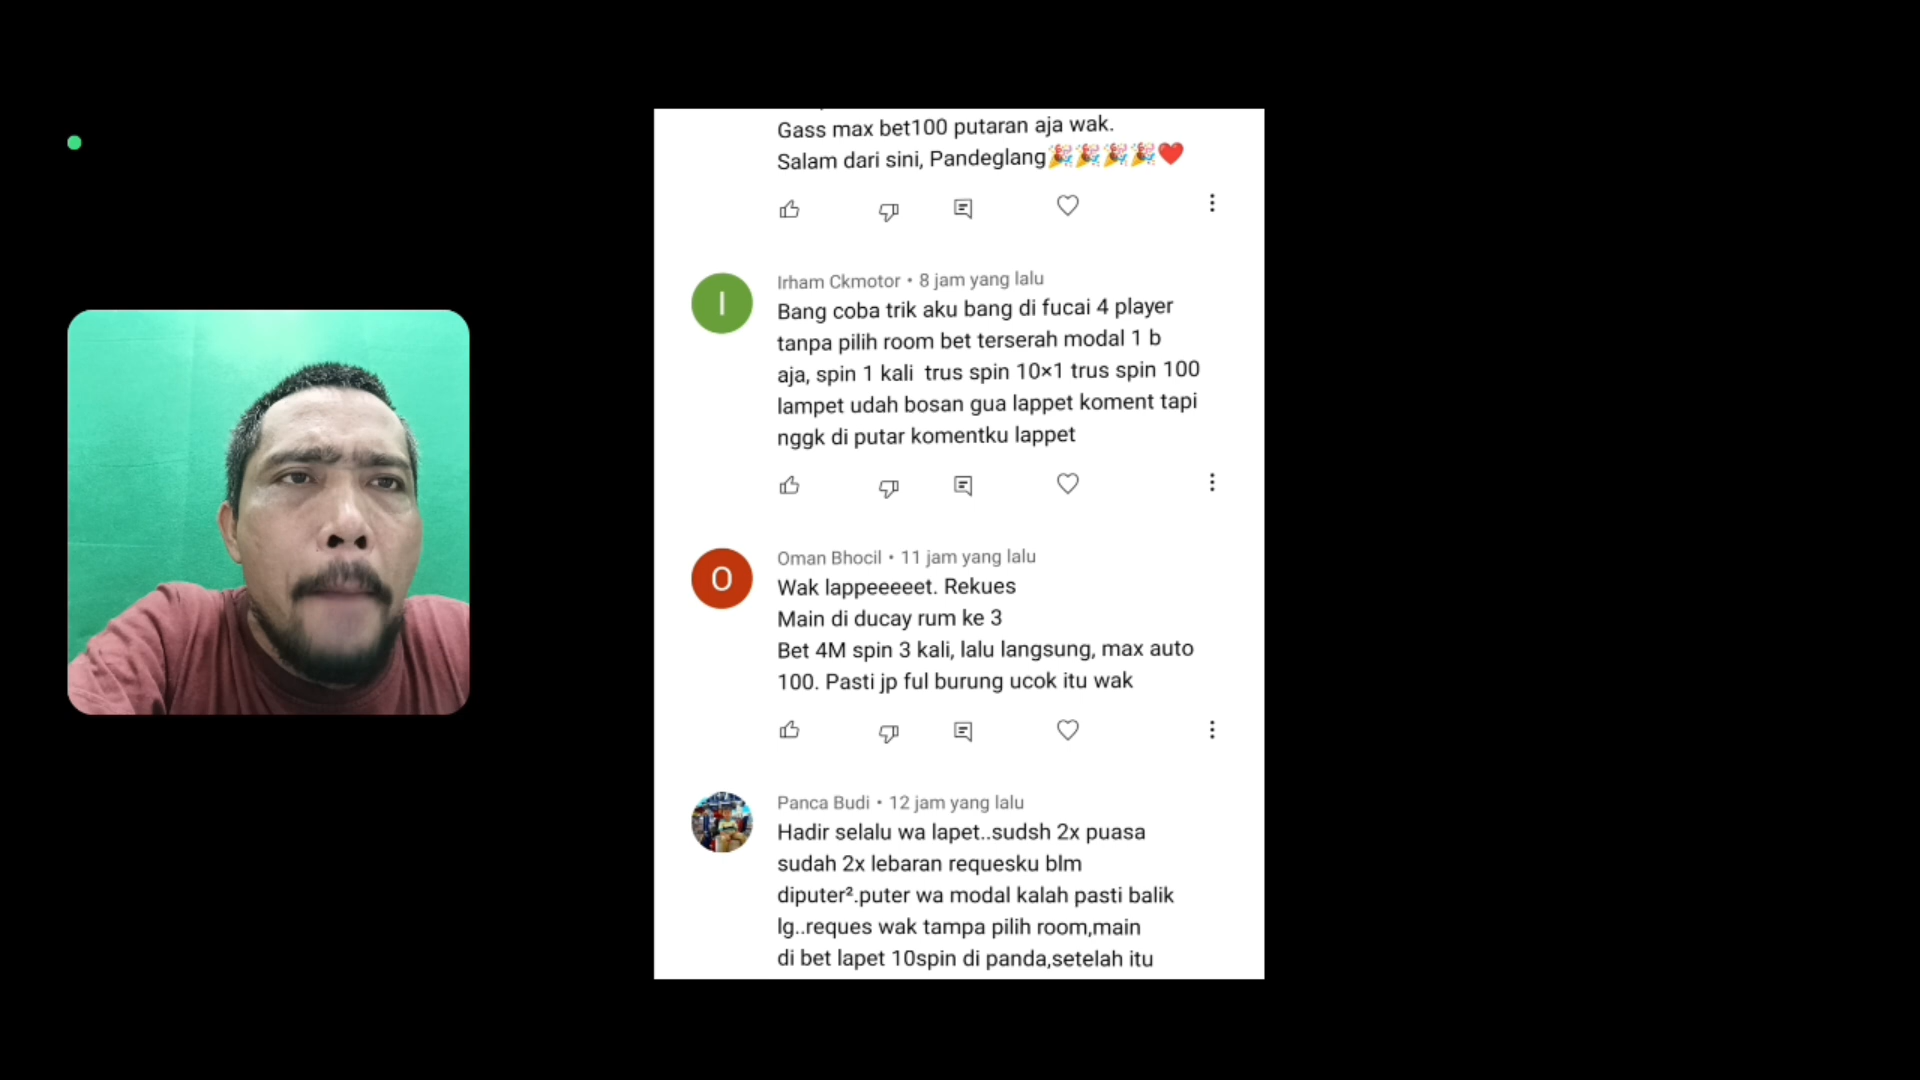 Gass max bet100 putaran aja wak.
Salam dari sini, Pandeglang🎉🎉🎉🎉❤️
I
Irham Ckmotor • 8 jam yang lalu
Bang coba trik aku bang di fucai 4 player
tanpa pilih room bet terserah modal 1 b
aja, spin 1 kali  trus spin 10×1 trus spin 100
lampet udah bosan gua lappet koment tapi
nggk di putar komentku lappet
O
Oman Bhocil • 11 jam yang lalu
Wak lappeeeeet. Rekues
Main di ducay rum ke 3
Bet 4M spin 3 kali, lalu langsung, max auto
100. Pasti jp ful burung ucok itu wak
Panca Budi • 12 jam yang lalu
Hadir selalu wa lapet..sudsh 2x puasa
sudah 2x lebaran requesku blm
diputer².puter wa modal kalah pasti balik
lg..reques wak tampa pilih room,main
di bet lapet 10spin di panda,setelah itu